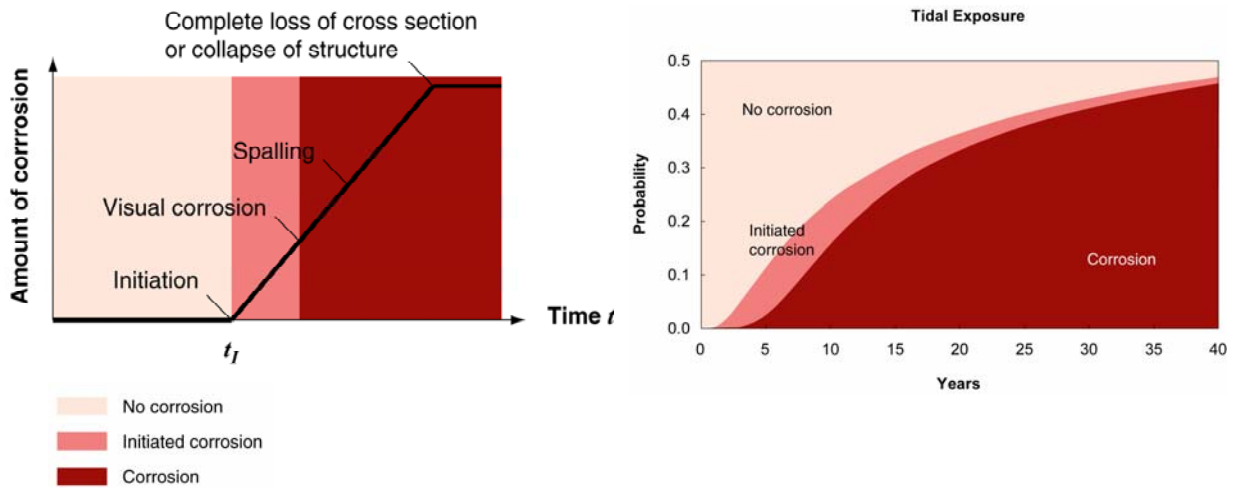 Complete loss of cross section
or collapse of structure
Amount of corrrosion
Spalling
Visual corrosion
Initiation
Time t
t_I
No corrosion
Initiated corrosion
Corrosion
Tidal Exposure
Probability
0.5
0.4
0.3
0.2
0.1
0.0
No corrosion
Initiated
corrosion
Corrosion
0 5 10 15 20 25 30 35 40
Years